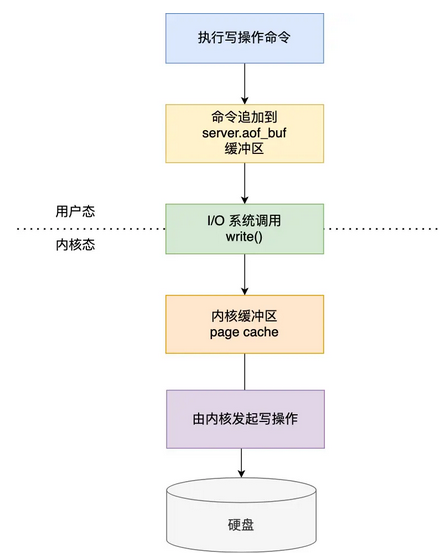 执行写操作命令
命令追加到
server.aof_buf
缓冲区
I/O 系统调用
write()
用户态
内核态
内核缓冲区
page cache
由内核发起写操作
硬盘